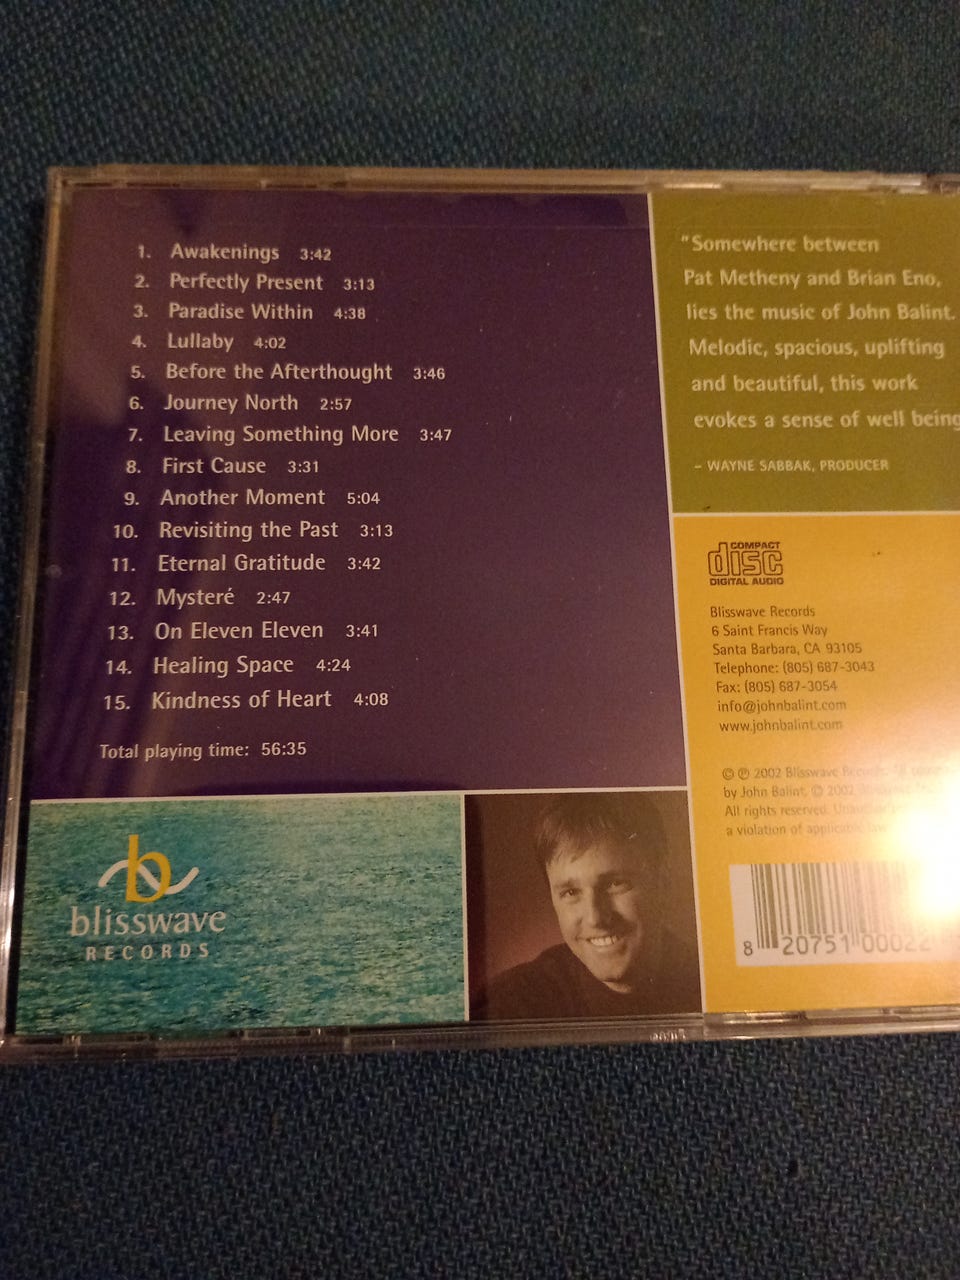 1. Awakenings 3:42
2. Perfectly Present 3:13
3. Paradise Within 4:38
4. Lullaby 4:02
5. Before the Afterthought 3:46
6. Journey North 2:57
7. Leaving Something More 3:47
8. First Cause 3:31
9. Another Moment 5:04
10. Revisiting the Past 3:13
11. Eternal Gratitude 3:42
12. Mysteré 2:47
13. On Eleven Eleven 3:41
14. Healing Space 4:24
15. Kindness of Heart 4:08
Total playing time: 56:35
b
blisswave
RECORDS
"Somewhere between
Pat Metheny and Brian Eno,
lies the music of John Balint.
Melodic, spacious, uplifting
and beautiful, this work
evokes a sense of well being
– WAYNE SABBAK, PRODUCER
COMPACT
disc
DIGITAL AUDIO
Blisswave Records
6 Saint Francis Way
Santa Barbara, CA 93105
Telephone: (805) 687-3043
Fax: (805) 687-3054
info@johnbalint.com
www.johnbalint.com
© ℗ 2002 Blisswave Records.
by John Balint. © 2002
All rights reserved.
a violation of applicable law
8 20751 00022